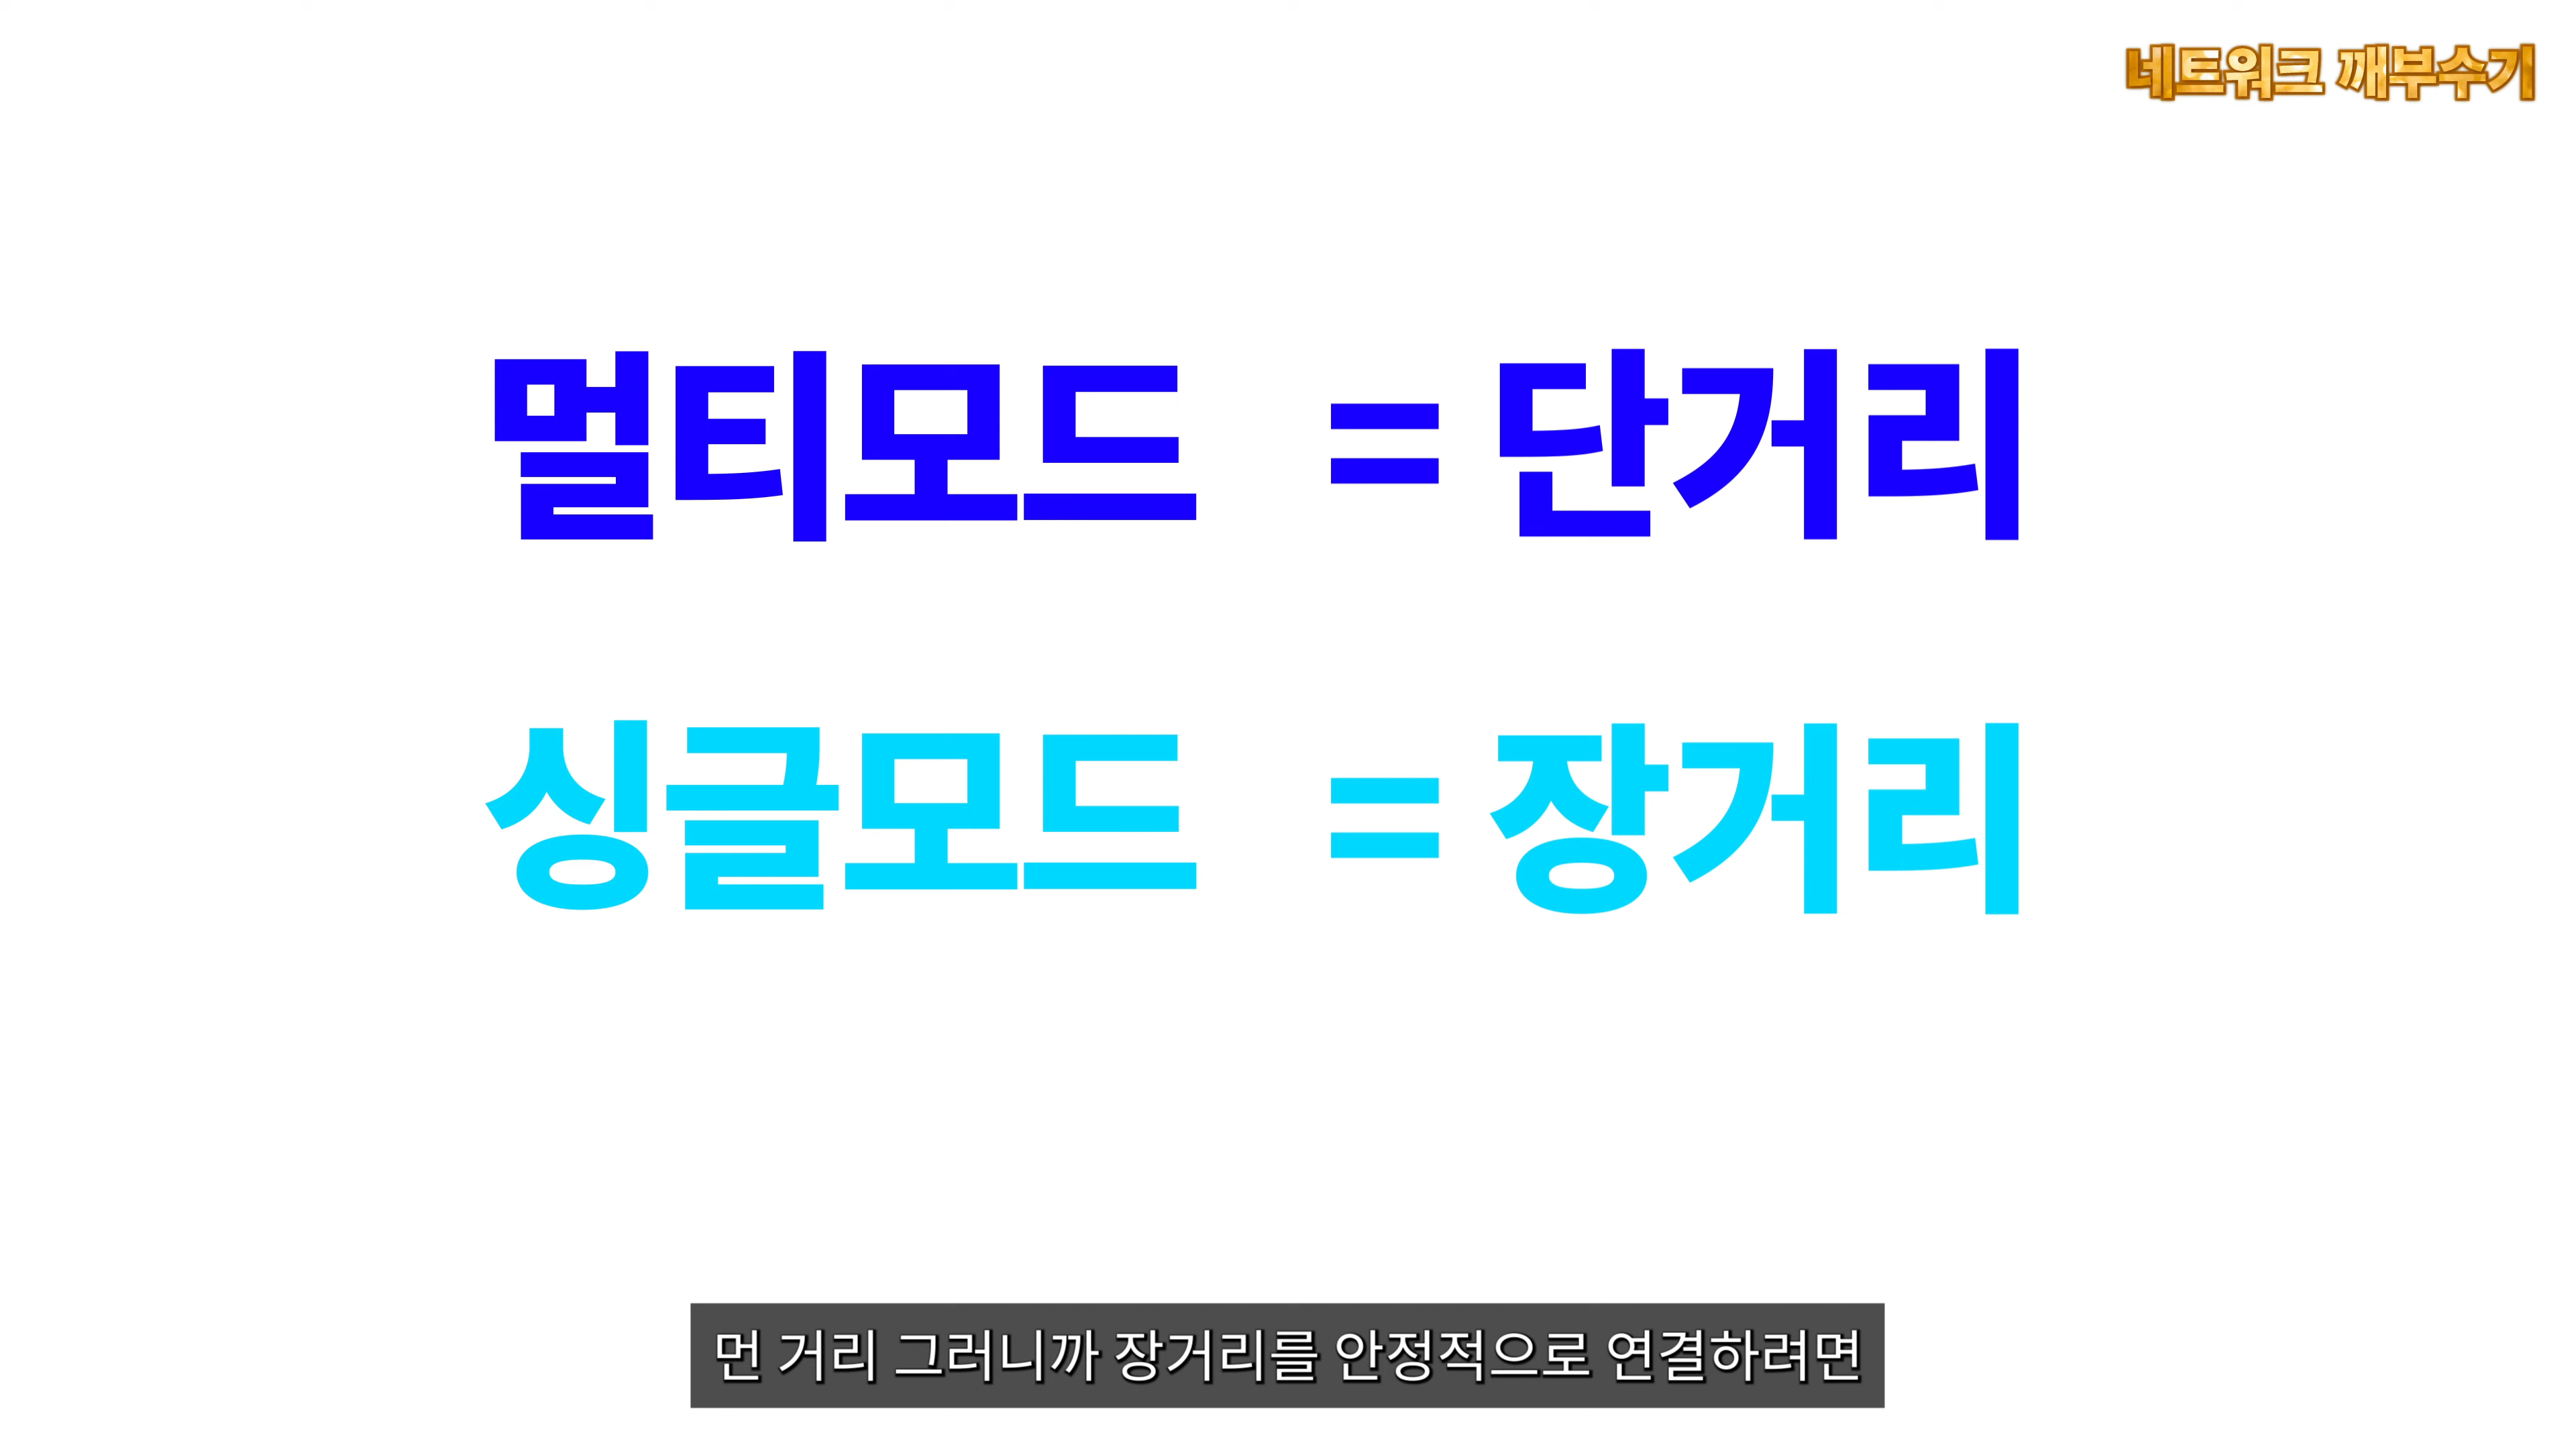 네트워크 깨부수기
멀티모드 = 단거리
싱글모드 = 장거리
먼 거리 그러니까 장거리를 안정적으로 연결하려면